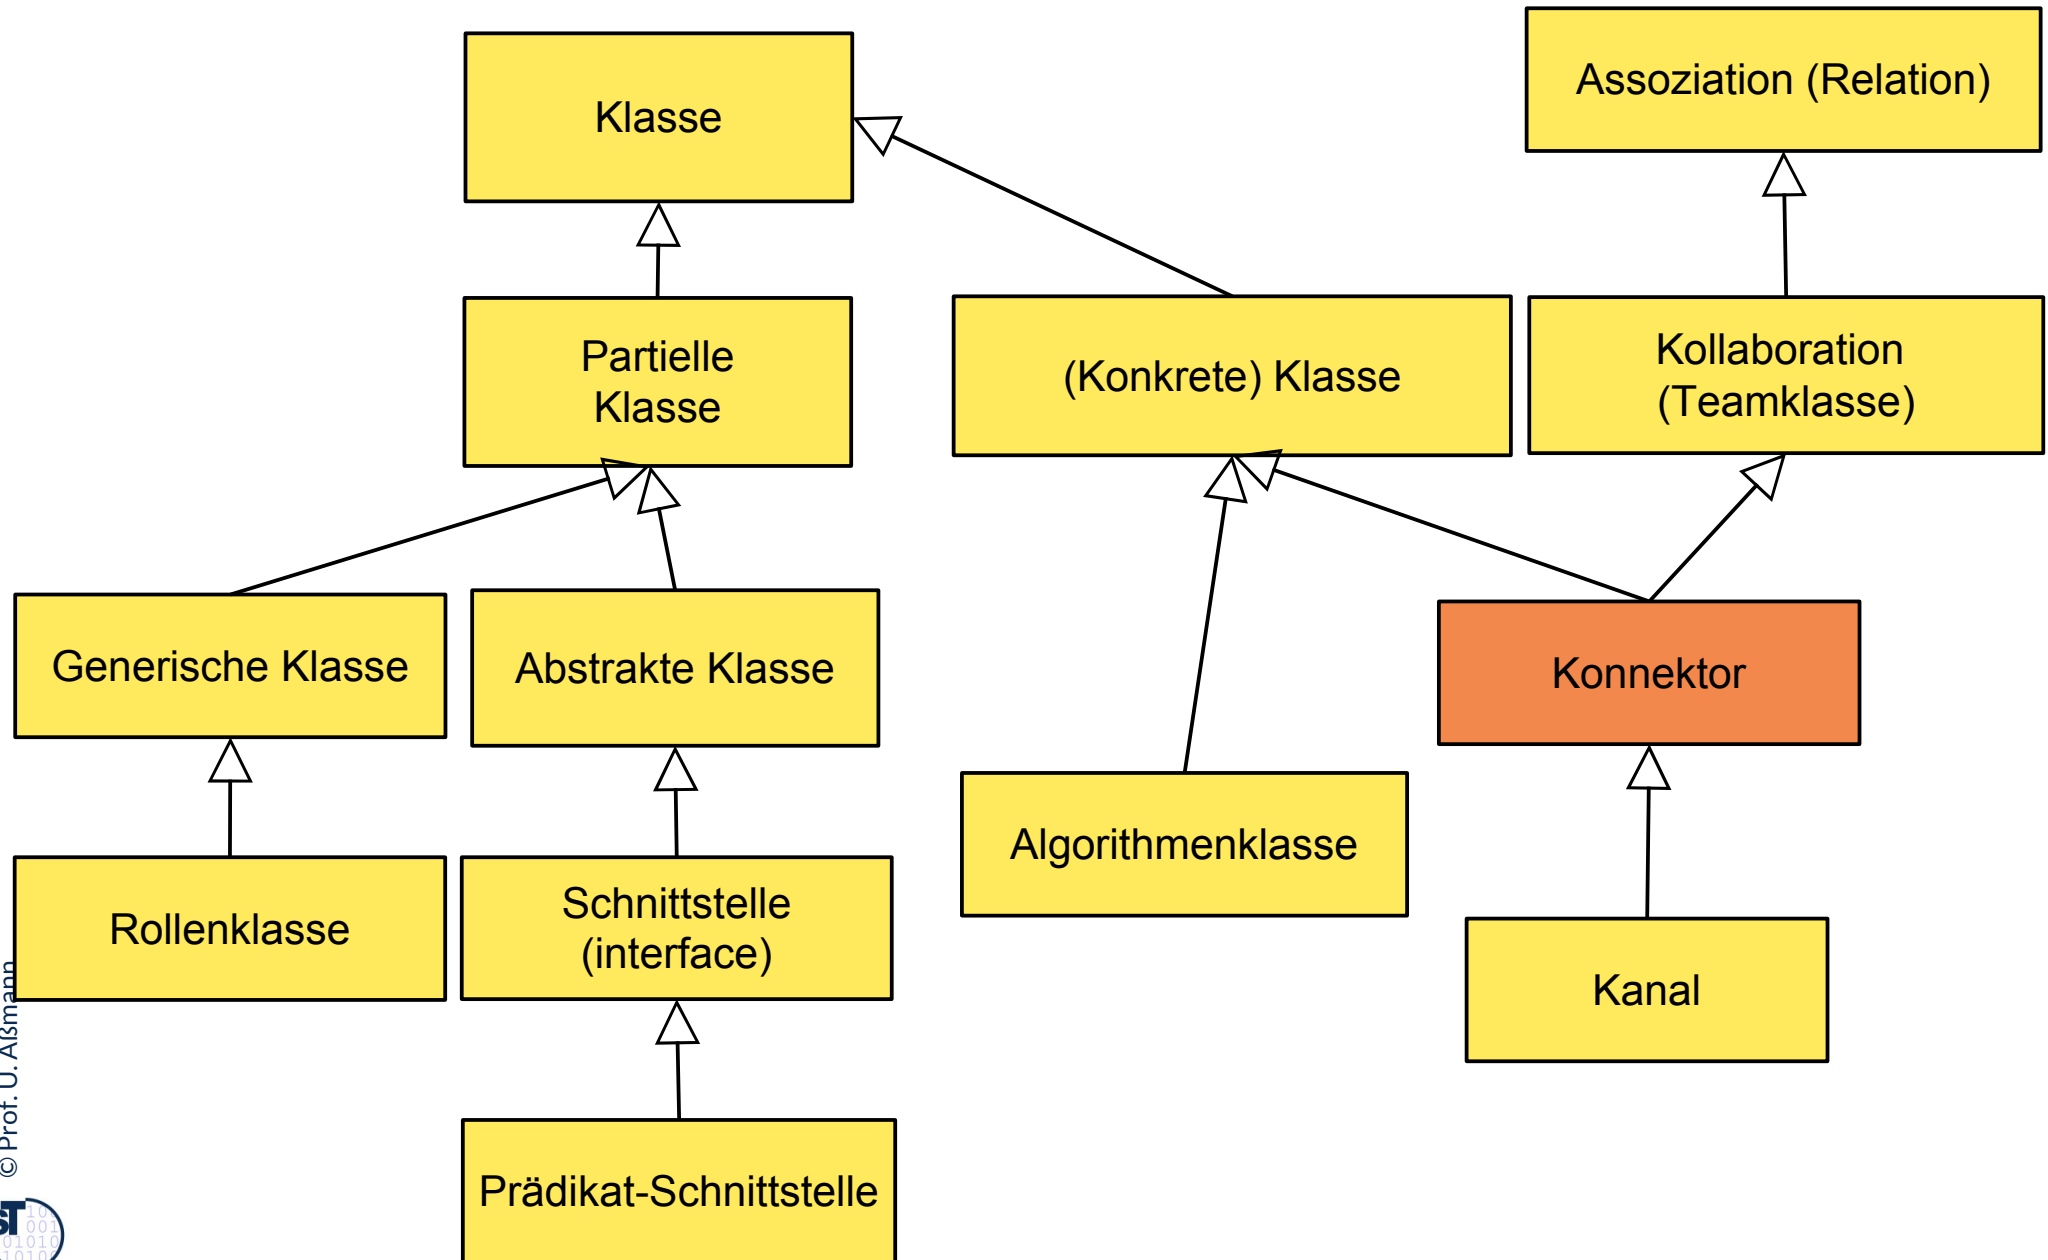 Klasse
Assoziation (Relation)
Partielle
Klasse
(Konkrete) Klasse
Kollaboration
(Teamklasse)
Generische Klasse
Abstrakte Klasse
Konnektor
Algorithmenklasse
Rollenklasse
Schnittstelle
(interface)
Kanal
Prädikat-Schnittstelle
© Prof. U. Aßmann
ST